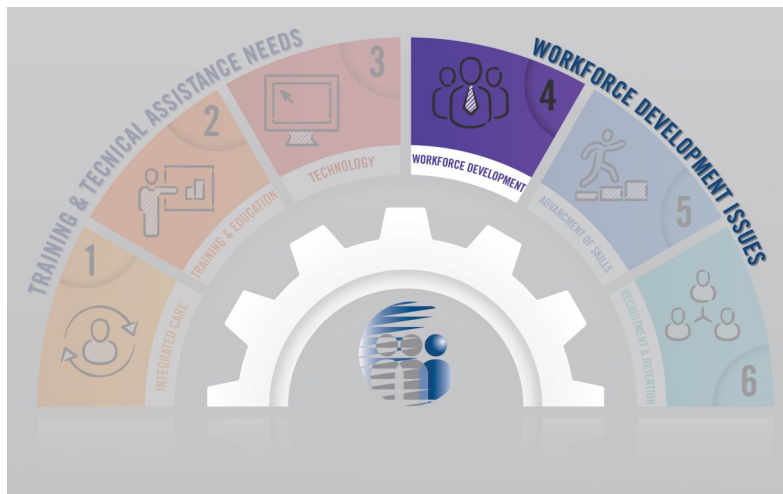 TRAINING & TECNICAL ASSISTANCE NEEDS
WORKFORCE DEVELOPMENT ISSUES
1
INTEGRATED CARE
2
TRAINING & EDUCATION
3
TECHNOLOGY
4
WORKFORCE DEVELOPMENT
5
ADVANCMENT OF SKILLS
6
RECRUITMENT & RETENTION